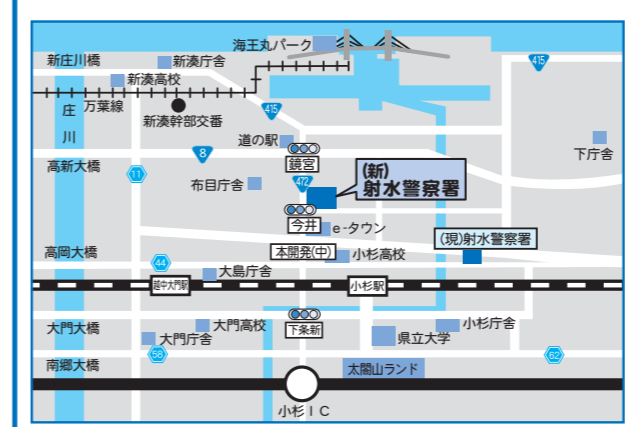 海王丸パーク
新庄川橋
新湊庁舎
415
新湊高校
庄川
万葉線
新湊幹部交番
415
道の駅
下庁舎
8
鏡宮
高新大橋
11
布目庁舎
472
(新)
射水警察署
今井
e-タウン
(現)射水警察署
高岡大橋
本開発(中)
小杉高校
44
大島庁舎
越中大門駅
小杉駅
大門大橋
大門高校
下条新
小杉庁舎
大門庁舎
県立大学
58
62
南郷大橋
太閤山ランド
小杉IC